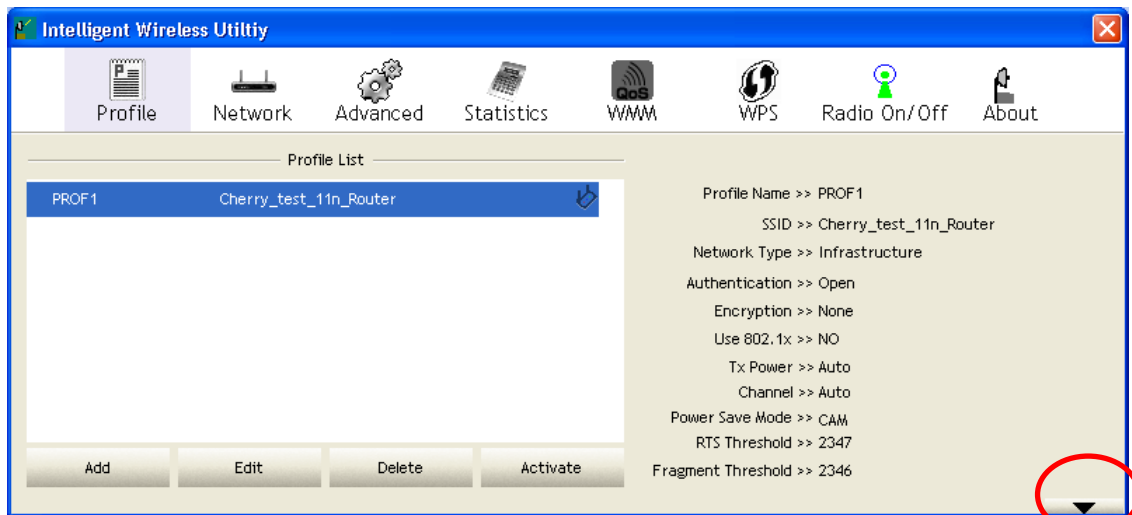 Intelligent Wireless Utiltiy
Profile Network Advanced Statistics QoS WMM WPS Radio On/Off About
Profile List
PROF1 Cherry_test_11n_Router
Add Edit Delete Activate
Profile Name >> PROF1
SSID >> Cherry_test_11n_Router
Network Type >> Infrastructure
Authentication >> Open
Encryption >> None
Use 802.1x >> NO
Tx Power >> Auto
Channel >> Auto
Power Save Mode >> CAM
RTS Threshold >> 2347
Fragment Threshold >> 2346